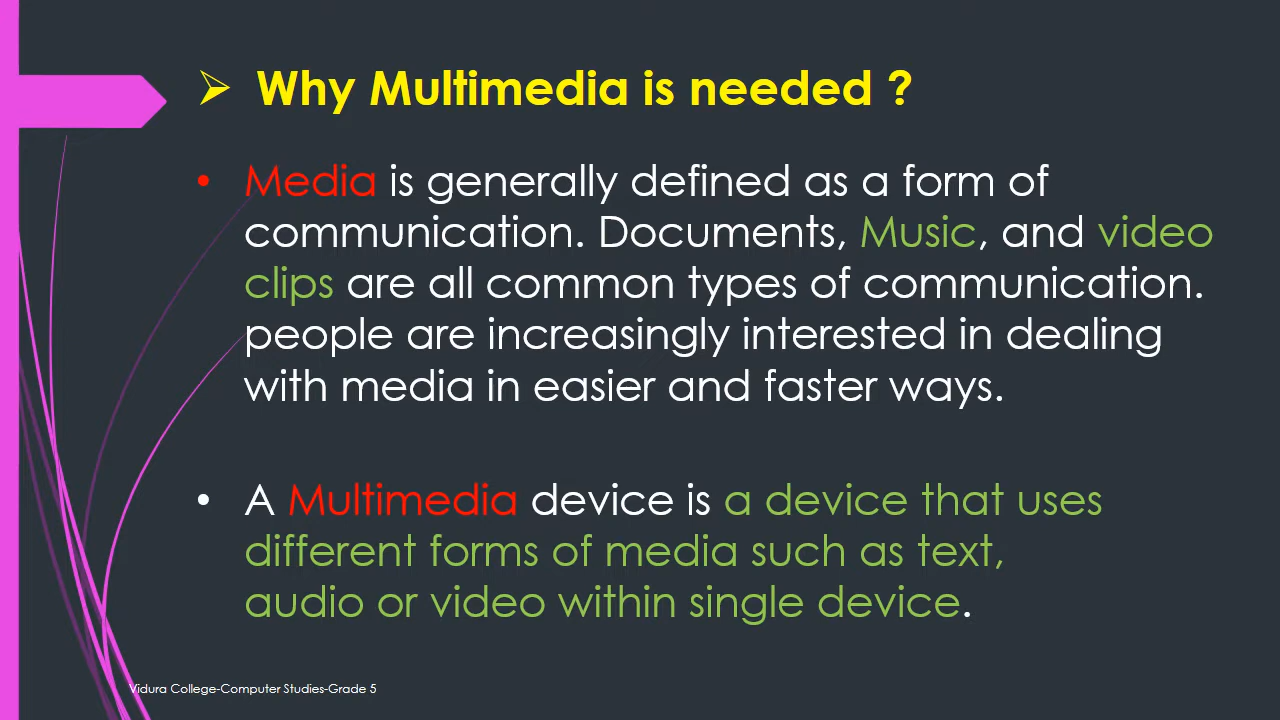 ➢ Why Multimedia is needed ?
• Media is generally defined as a form of
communication. Documents, Music, and video
clips are all common types of communication.
people are increasingly interested in dealing
with media in easier and faster ways.
• A Multimedia device is a device that uses
different forms of media such as text,
audio or video within single device.
Vidura College-Computer Studies-Grade 5